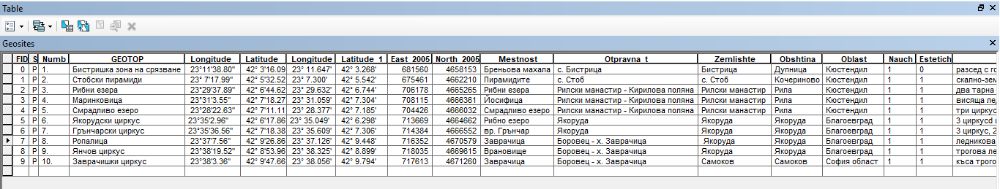 Table
Geosites
FID S Numb GEOTOP Longitude Latitude Longitude Latitude_1 East_2005 North_2005 Mestnost Otpravna_t Zemlishte Obshtina Oblast Nauch Estetich
0 P 1. Бистришка зона на срязване 23°11'38.80" 42° 3'16.09 23° 11.647' 42° 3.268' 681560 4658153 Бреньова махала с. Бистрица Бистрица Дупница Кюстендил 1 0 разсед с го
1 P 2. Стобски пирамиди 23° 7'17.99" 42° 5'32.52 23° 7.300' 42° 5.542' 675461 4662210 Пирамидите с. Стоб с. Стоб Кочериново Кюстендил 1 1 скално-зем
2 P 3. Рибни езера 23°29'37.89" 42° 6'44.62 23° 29.632' 42° 6.744' 706178 4665265 Рибни езера Рилски манастир - Кирилова поляна Рилски манастир Рила Кюстендил 1 1 два тарна
3 P 4. Маринковица 23°31'3.55" 42° 7'18.27 23° 31.059' 42° 7.304' 708115 4666361 Йосифица Рилски манастир - Кирилова поляна Рилски манастир Рила Кюстендил 1 1 висяща ле
4 P 5. Смрадливо езеро 23°28'22.63" 42° 7'11.11 23° 28.377' 42° 7.185' 704426 4666032 Смрадливо езеро Рилски манастир - Кирилова поляна Рилски манастир Рила Кюстендил 1 1 три циркус
5 P 6. Якорудски циркус 23°35'2.96" 42° 6'17.86 23° 35.049' 42° 6.298' 713669 4664662 Рибно езеро Якоруда Якоруда Якоруда Благоевград 1 1 3 циркусd
6 P 7. Грънчарски циркус 23°35'36.56" 42° 7'18.38 23° 35.609' 42° 7.306' 714384 4666552 вр. Грънчар Якоруда Якоруда Якоруда Благоевград 1 1 3 циркус, 2
7 P 8. Ропалица 23°37'7.56" 42° 9'26.86 23° 37.126' 42° 9.448' 716352 4670579 Заврачица Боровец - х. Заврачица Якоруда Якоруда Благоевград 1 1 ледникова
8 P 9. Янчов циркус 23°38'19.52" 42° 8'53.96 23° 38.325' 42° 8.899' 718035 4669615 Врановище Боровец - х. Заврачица Якоруда Якоруда Благоевград 1 1 трогова ле
9 P 10. Заврачишки циркус 23°38'3.36" 42° 9'47.66 23° 38.056' 42° 9.794' 717613 4671260 Заврачица Боровец - х. Заврачица Самоков Самоков София област 1 1 къса трого